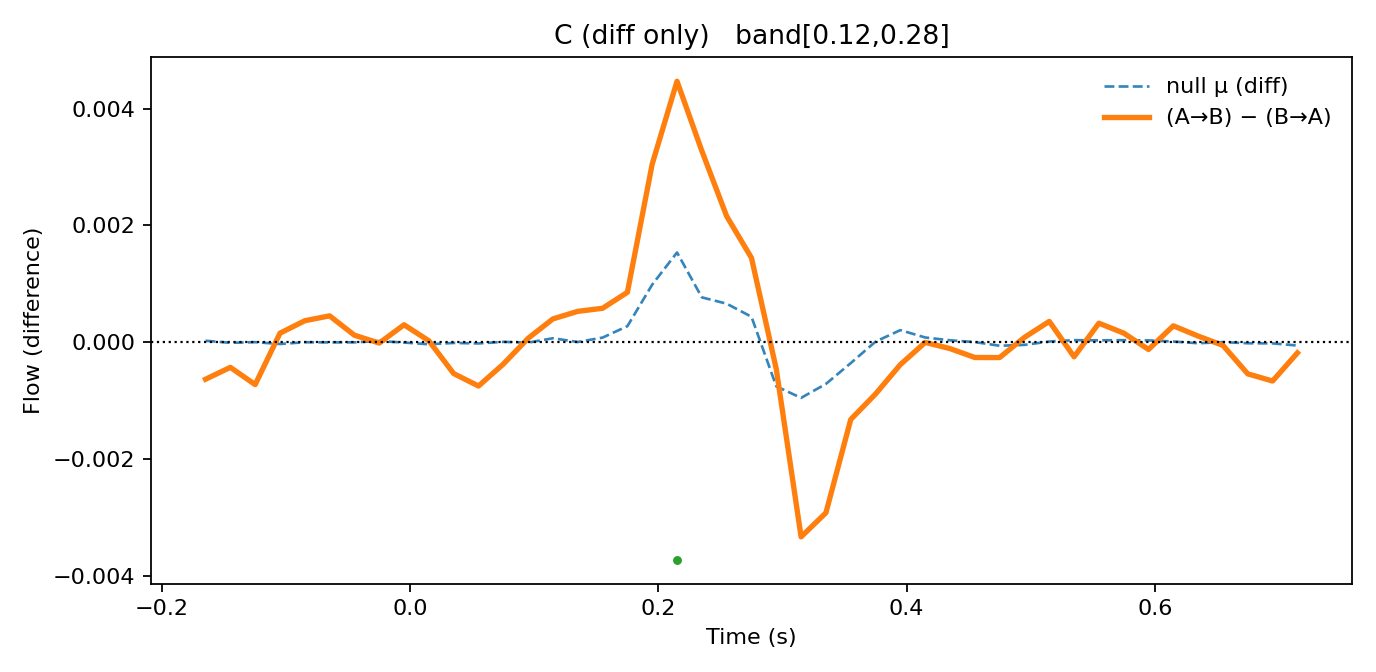 C (diff only)   band[0.12,0.28]
null μ (diff)
(A→B) − (B→A)
0.004
0.002
0.000
−0.002
−0.004
Flow (difference)
−0.2
0.0
0.2
0.4
0.6
Time (s)